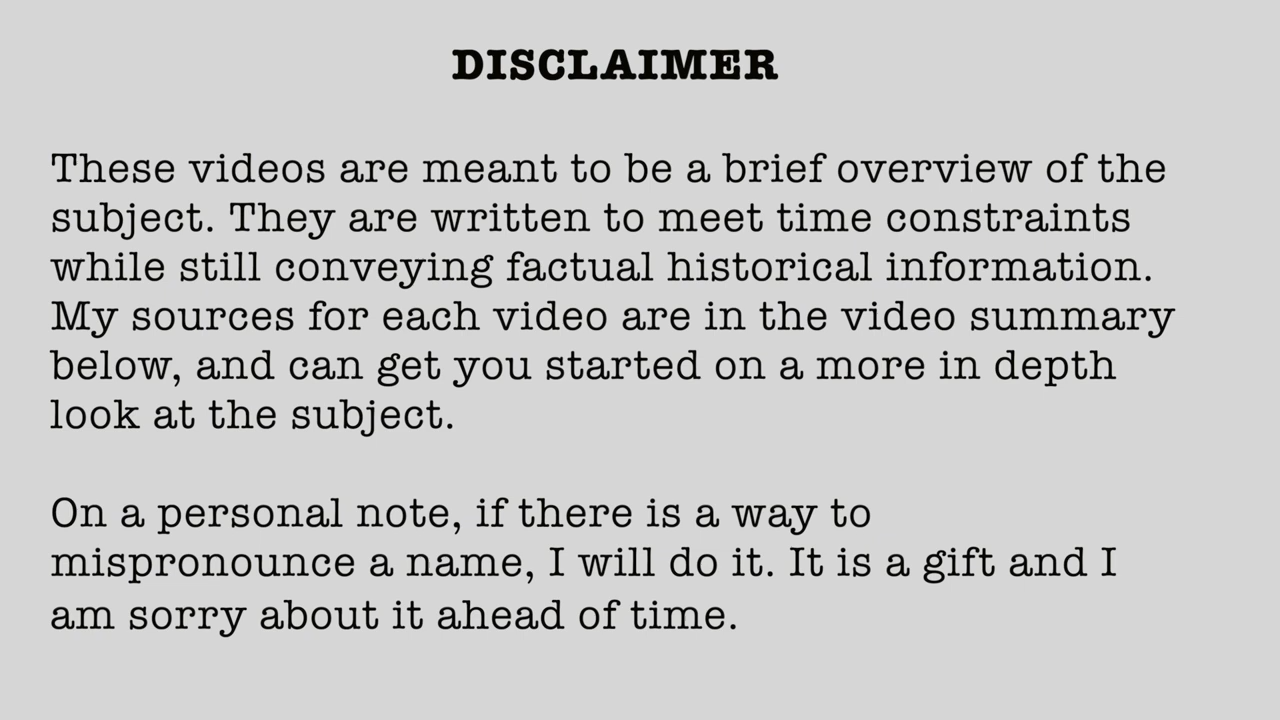 DISCLAIMER
These videos are meant to be a brief overview of the
subject. They are written to meet time constraints
while still conveying factual historical information.
My sources for each video are in the video summary
below, and can get you started on a more in depth
look at the subject.
On a personal note, if there is a way to
mispronounce a name, I will do it. It is a gift and I
am sorry about it ahead of time.